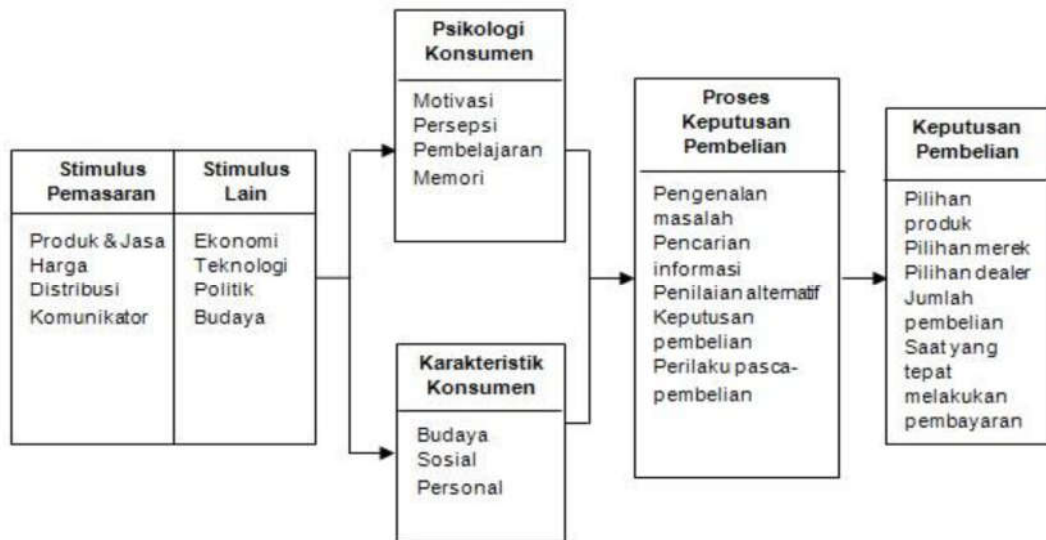 Stimulus
Pemasaran
Produk & Jasa
Harga
Distribusi
Komunikator
Stimulus
Lain
Ekonomi
Teknologi
Politik
Budaya
Psikologi
Konsumen
Motivasi
Persepsi
Pembelajaran
Memori
Karakteristik
Konsumen
Budaya
Sosial
Personal
Proses
Keputusan
Pembelian
Pengenalan
masalah
Pencarian
informasi
Penilaian alternatif
Keputusan
pembelian
Perilaku pasca-
pembelian
Keputusan
Pembelian
Pilihan
produk
Pilihan merek
Pilihan dealer
Jumlah
pembelian
Saat yang
tepat
melakukan
pembayaran